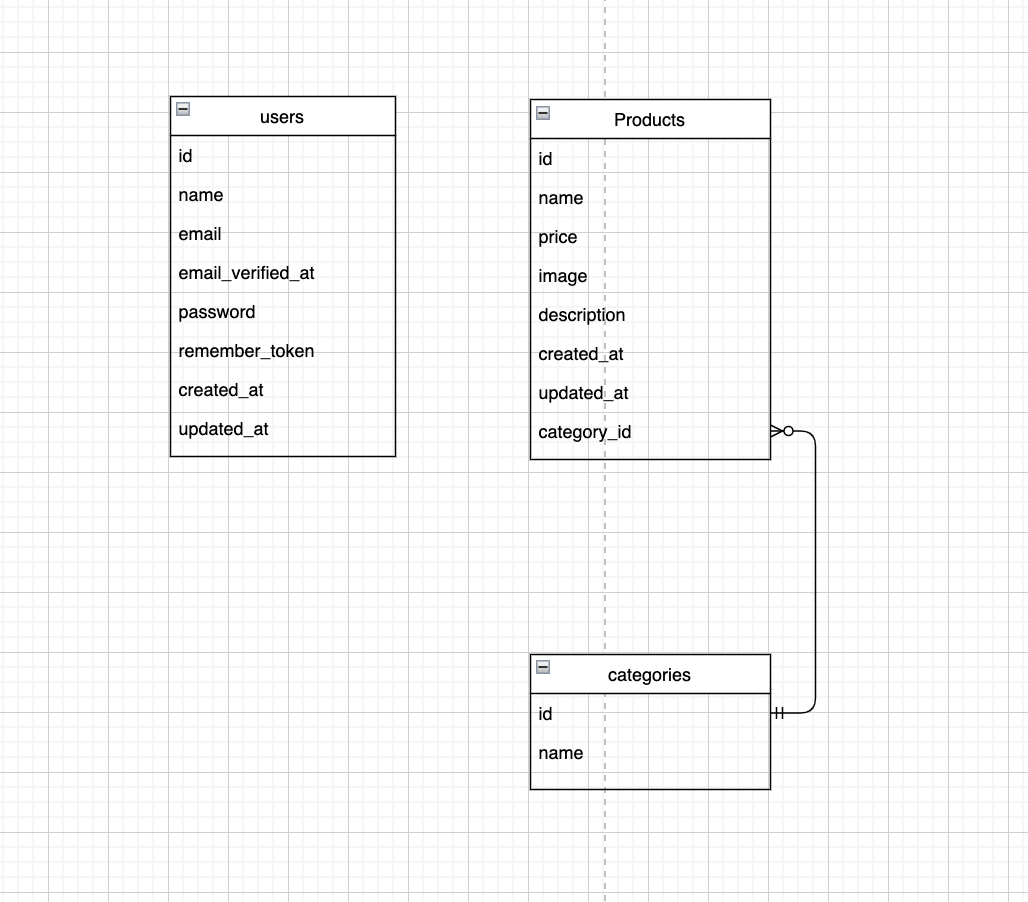 users
id
name
email
email_verified_at
password
remember_token
created_at
updated_at
Products
id
name
price
image
description
created_at
updated_at
category_id
categories
id
name